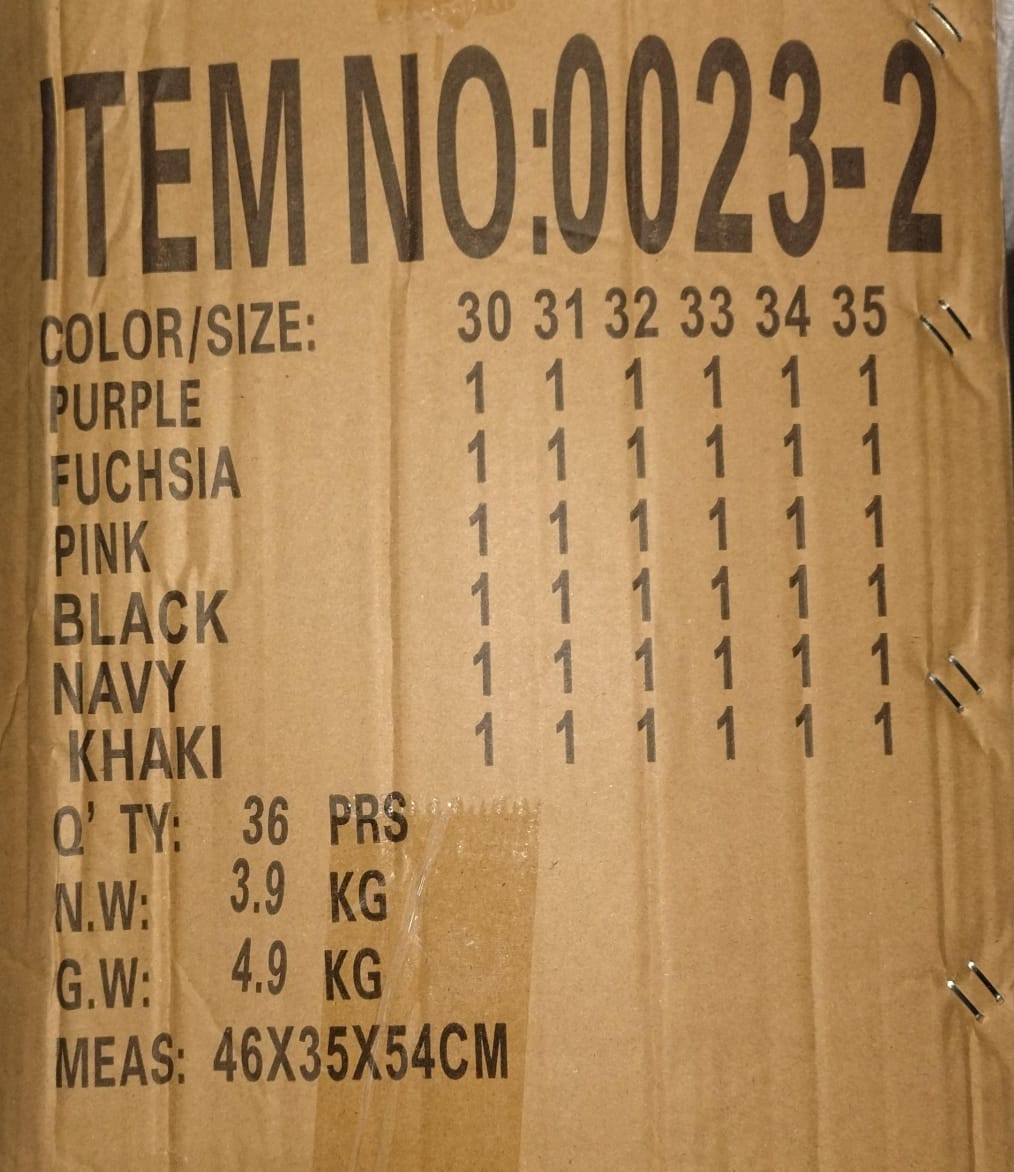 ITEM NO:0023-2
COLOR/SIZE: 30 31 32 33 34 35
PURPLE 1 1 1 1 1 1
FUCHSIA 1 1 1 1 1 1
PINK 1 1 1 1 1 1
BLACK 1 1 1 1 1 1
NAVY 1 1 1 1 1 1
KHAKI 1 1 1 1 1 1
Q' TY: 36 PRS
N.W: 3.9 KG
G.W: 4.9 KG
MEAS: 46X35X54CM